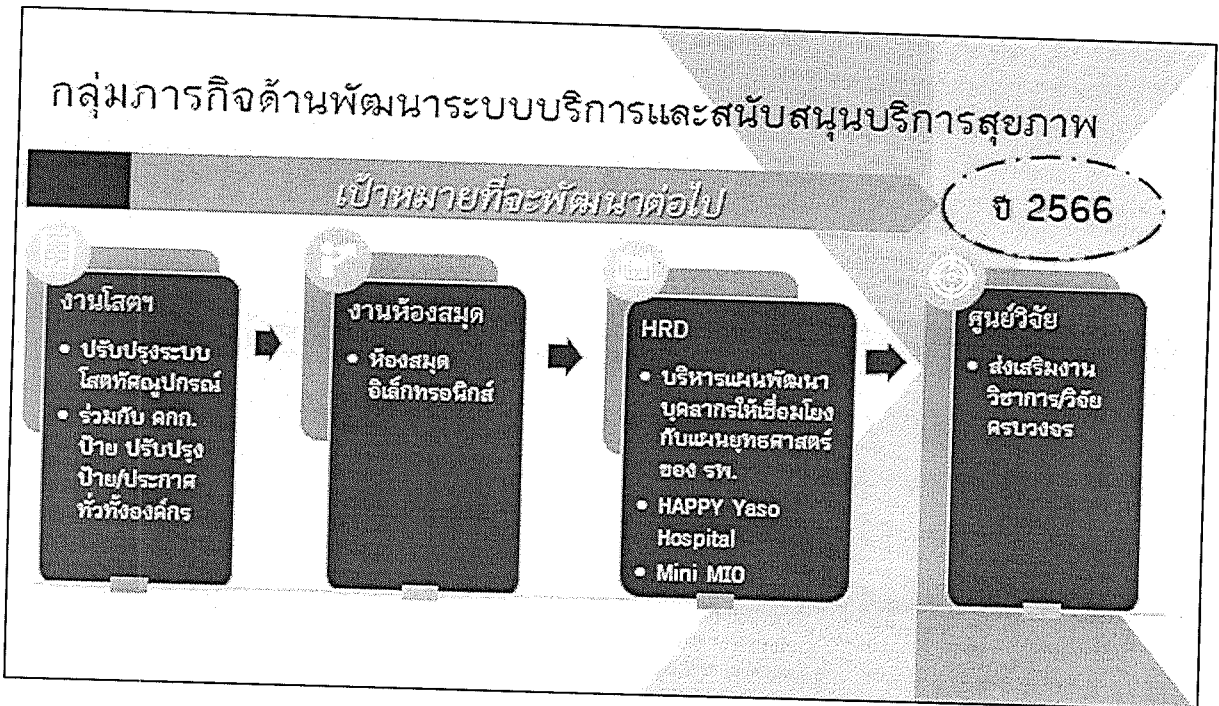 กลุ่มภารกิจด้านพัฒนาระบบบริการและสนับสนุนบริการสุขภาพ
เป้าหมายที่จะพัฒนาต่อไป
ปี 2566
งานโสตฯ
• ปรับปรุงระบบ
โสตทัศณูปกรณ์
• ร่วมกับ คกก.
ป้าย ปรับปรุง
ป้าย/ประกาศ
ทั่วทั้งองค์กร
งานห้องสมุด
• ห้องสมุด
อิเล็กทรอนิกส์
HRD
• บริหารแผนพัฒนา
บุคลากรให้เชื่อมโยง
กับแผนยุทธศาสตร์
ของ รพ.
• HAPPY Yaso
Hospital
• Mini MIO
ศูนย์วิจัย
• ส่งเสริมงาน
วิชาการ/วิจัย
ครบวงจร